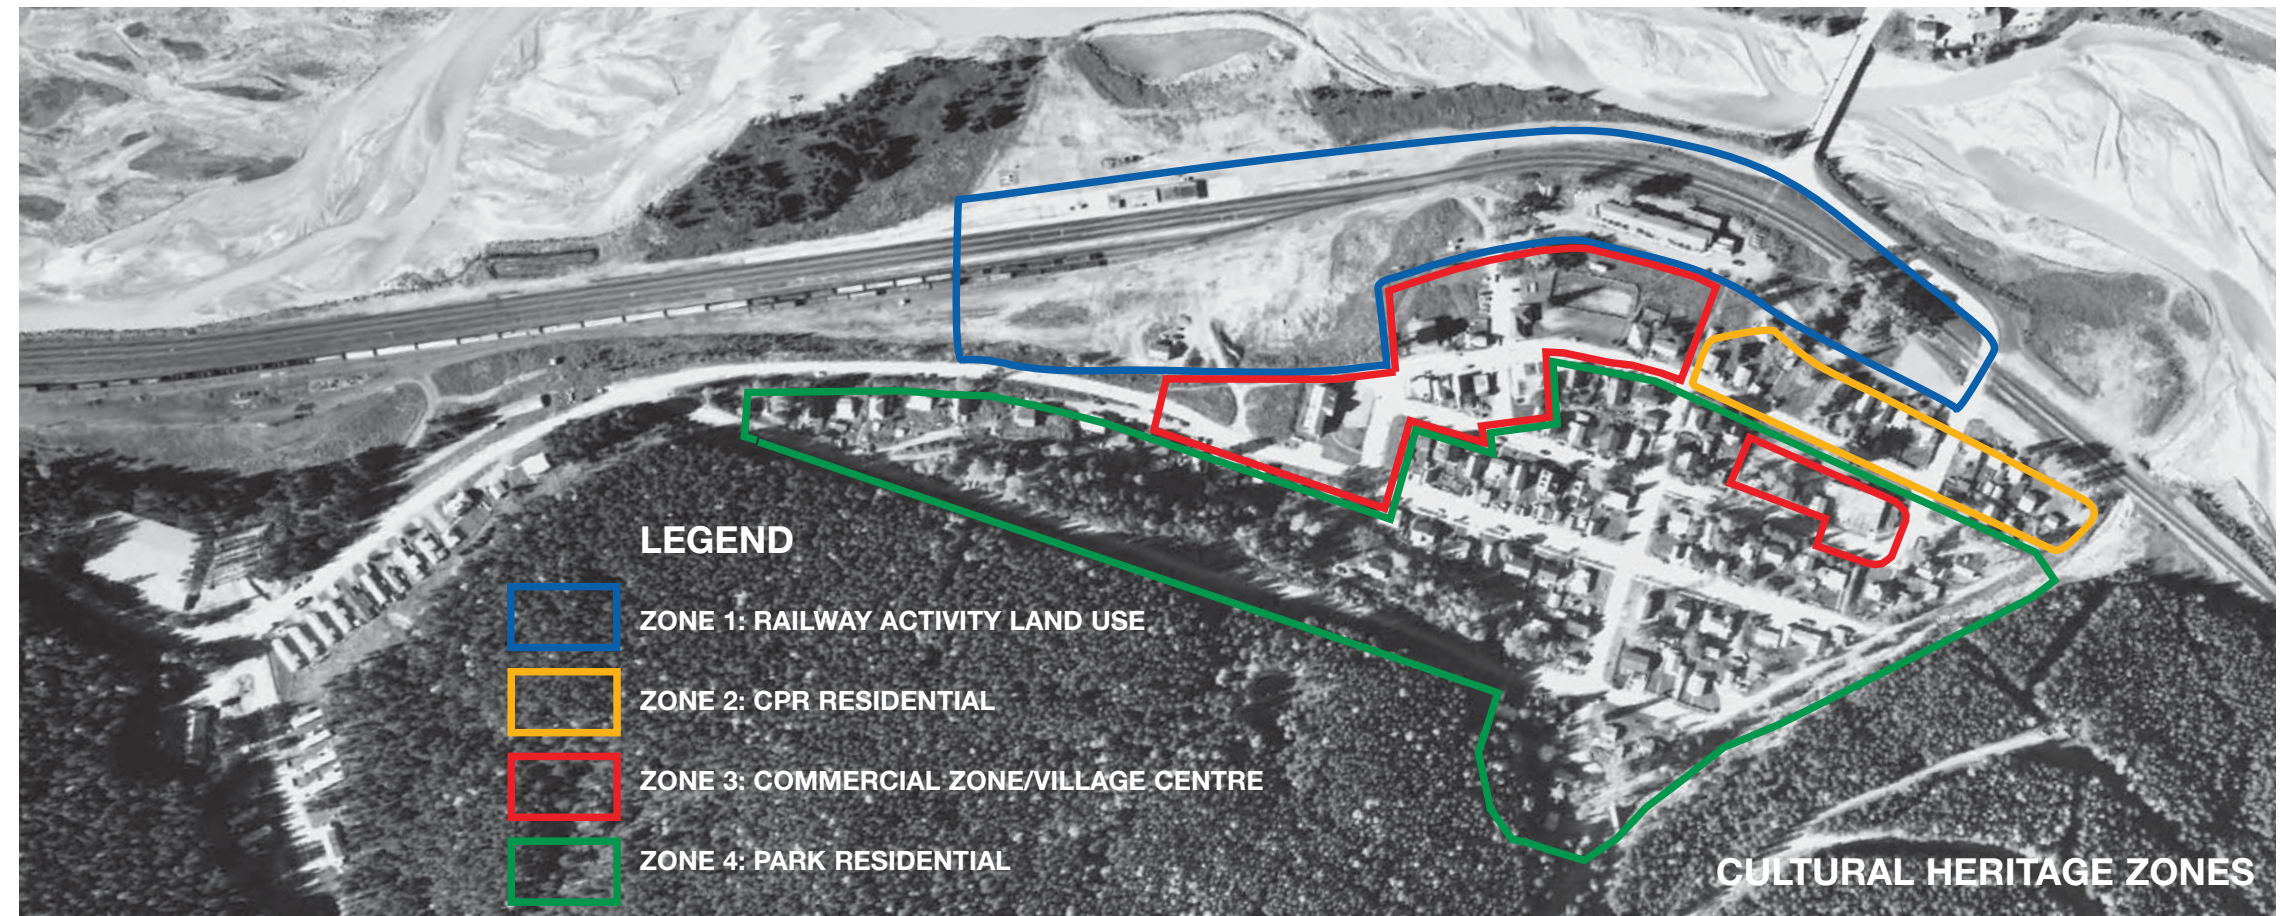 LEGEND
ZONE 1: RAILWAY ACTIVITY LAND USE
ZONE 2: CPR RESIDENTIAL
ZONE 3: COMMERCIAL ZONE/VILLAGE CENTRE
ZONE 4: PARK RESIDENTIAL
CULTURAL HERITAGE ZONES